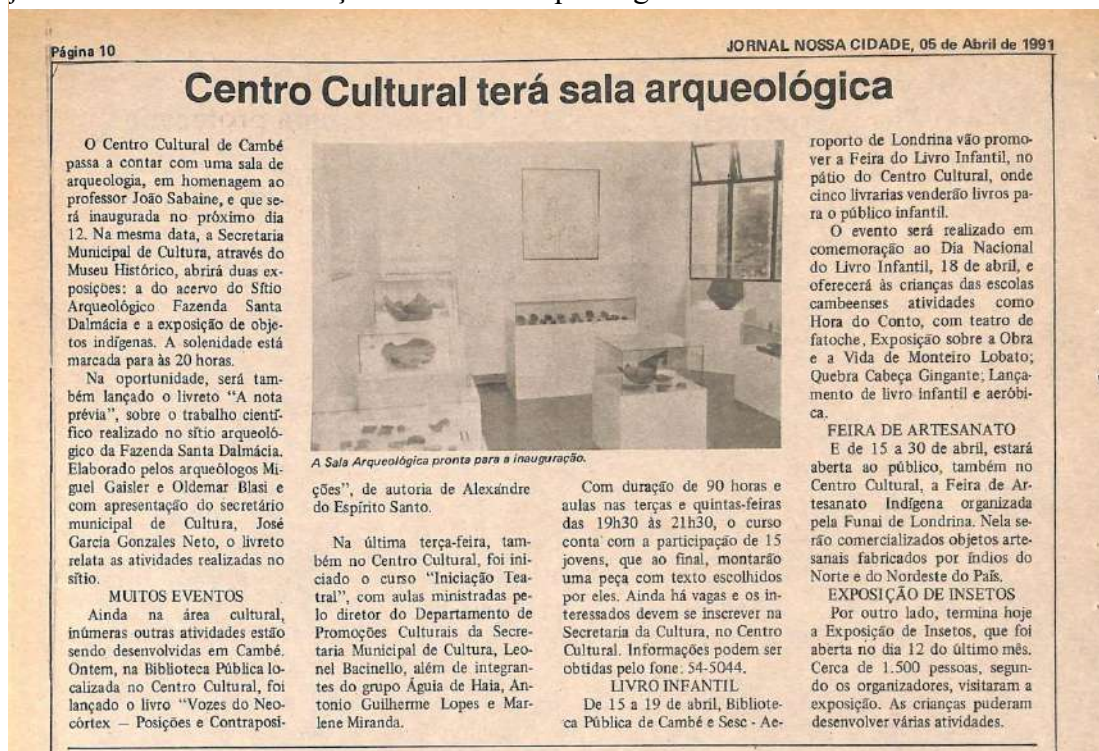 Página 10
JORNAL NOSSA CIDADE, 05 de Abril de 1991
Centro Cultural terá sala arqueológica
O Centro Cultural de Cambé
passa a contar com uma sala de
arqueologia, em homenagem ao
professor João Sabaine, e que se-
rá inaugurada no próximo dia
12. Na mesma data, a Secretaria
Municipal de Cultura, através do
Museu Histórico, abrirá duas ex-
posições: a do acervo do Sítio
Arqueológico Fazenda Santa
Dalmácia e a exposição de obje-
tos indígenas. A solenidade está
marcada para às 20 horas.
Na oportunidade, será tam-
bém lançado o livreto “A nota
prévia”, sobre o trabalho cientí-
fico realizado no sítio arqueoló-
gico da Fazenda Santa Dalmácia.
Elaborado pelos arqueólogos Mi-
guel Gaisler e Oldemar Blasi e
com apresentação do secretário
municipal de Cultura, José
Garcia Gonzales Neto, o livreto
relata as atividades realizadas no
sítio.
MUITOS EVENTOS
Ainda na área cultural,
inúmeras outras atividades estão
sendo desenvolvidas em Cambé.
Ontem, na Biblioteca Pública lo-
calizada no Centro Cultural, foi
lançado o livro “Vozes do Neo-
córtex — Posições e Contraposi-
A Sala Arqueológica pronta para a inauguração.
ções”, de autoria de Alexandre
do Espírito Santo.
Na última terça-feira, tam-
bém no Centro Cultural, foi ini-
ciado o curso “Iniciação Tea-
tral”, com aulas ministradas pe-
lo diretor do Departamento de
Promoções Culturais da Secre-
taria Municipal de Cultura, Leo-
nel Bacinello, além de integran-
tes do grupo Águia de Haia, An-
tonio Guilherme Lopes e Mar-
lene Miranda.
Com duração de 90 horas e
aulas nas terças e quintas-feiras
das 19h30 às 21h30, o curso
conta com a participação de 15
jovens, que ao final, montarão
uma peça com texto escolhidos
por eles. Ainda há vagas e os in-
teressados devem se inscrever na
Secretaria da Cultura, no Centro
Cultural. Informações podem ser
obtidas pelo fone: 54-5044.
LIVRO INFANTIL
De 15 a 19 de abril, Bibliote-
ca Pública de Cambé e Sesc - Ae-
roporto de Londrina vão promo-
ver a Feira do Livro Infantil, no
pátio do Centro Cultural, onde
cinco livrarias venderão livros pa-
ra o público infantil.
O evento será realizado em
comemoração ao Dia Nacional
do Livro Infantil, 18 de abril, e
oferecerá às crianças das escolas
cambeenses atividades como
Hora do Conto, com teatro de
fatoche, Exposição sobre a Obra
e a Vida de Monteiro Lobato;
Quebra Cabeça Gingante; Lança-
mento de livro infantil e aeróbi-
ca.
FEIRA DE ARTESANATO
E de 15 a 30 de abril, estará
aberta ao público, também no
Centro Cultural, a Feira de Ar-
tesanato Indígena organizada
pela Funai de Londrina. Nela se-
rão comercializados objetos arte-
sanais fabricados por índios do
Norte e do Nordeste do País.
EXPOSIÇÃO DE INSETOS
Por outro lado, termina hoje
a Exposição de Insetos, que foi
aberta no dia 12 do último mês.
Cerca de 1.500 pessoas, segun-
do os organizadores, visitaram a
exposição. As crianças puderam
desenvolver várias atividades.